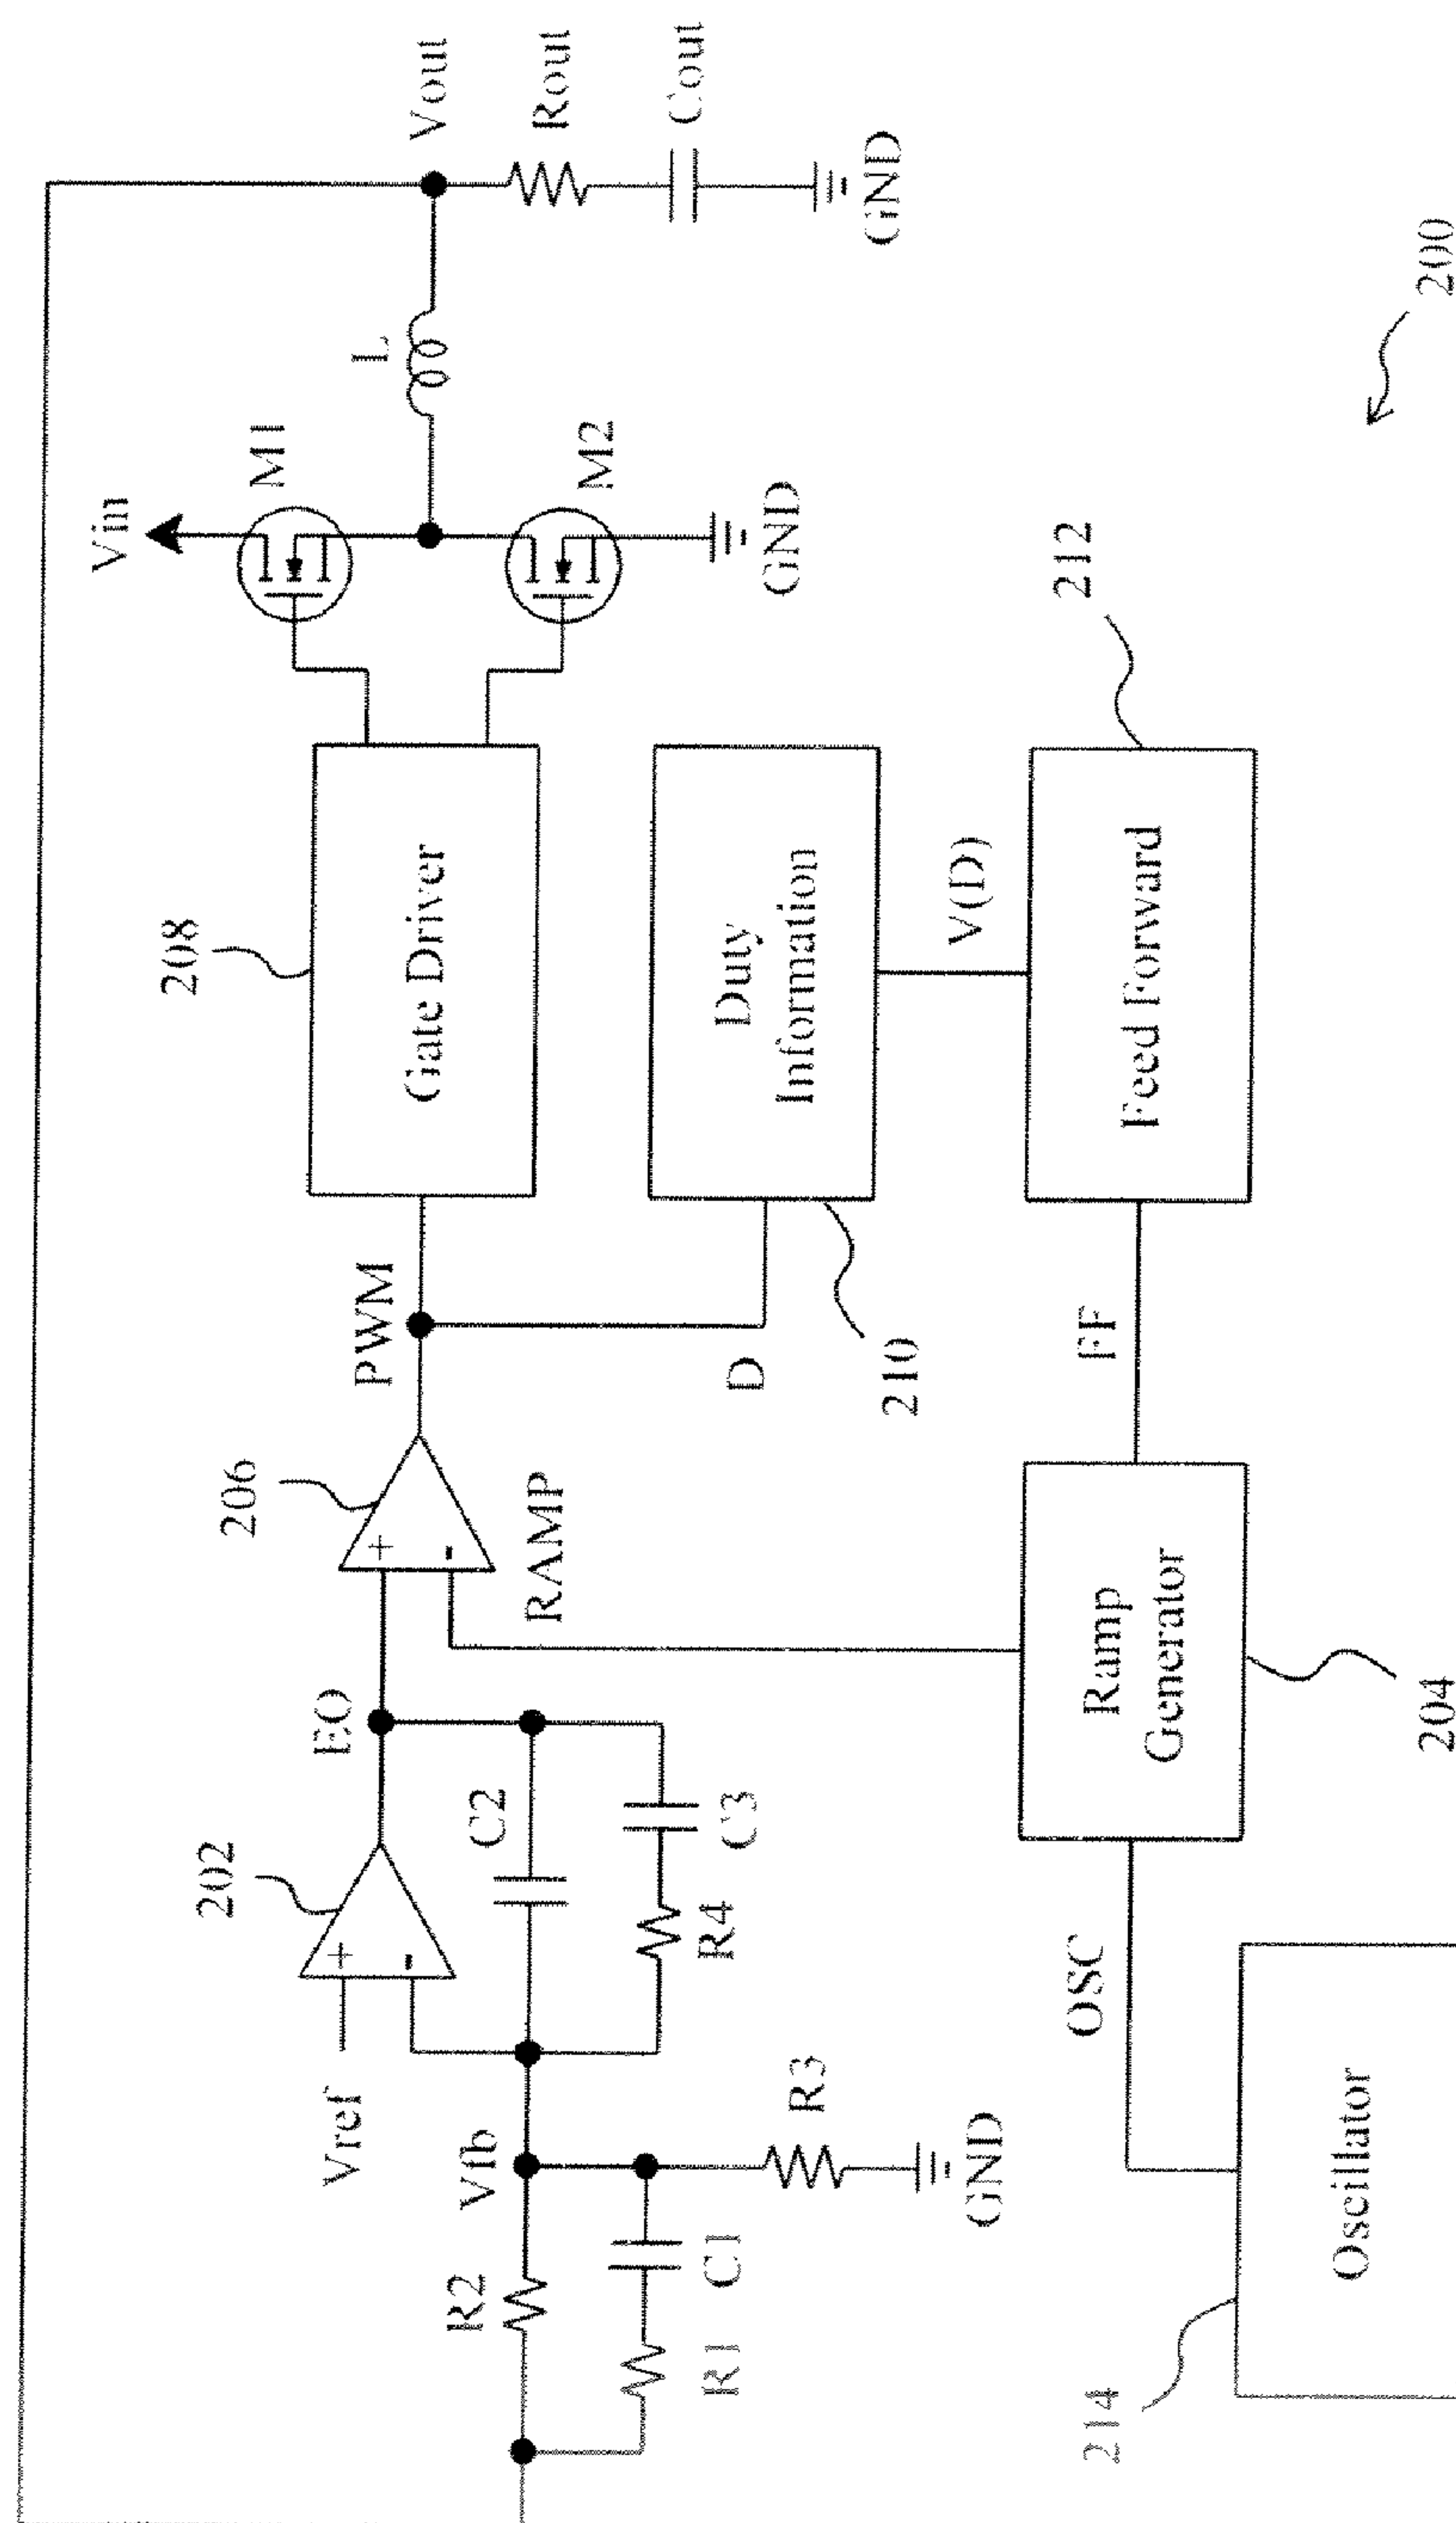 Vin
M1
L
Vout
Rout
Cout
GND
M2
GND
208
Gate Driver
PWM
206
RAMP
EO
202
Vref
C2
C3
R4
Vfb
R2
R1
C1
R3
GND
D
210
Duty
Information
V(D)
212
Feed Forward
FF
Ramp
Generator
204
OSC
Oscillator
214
200